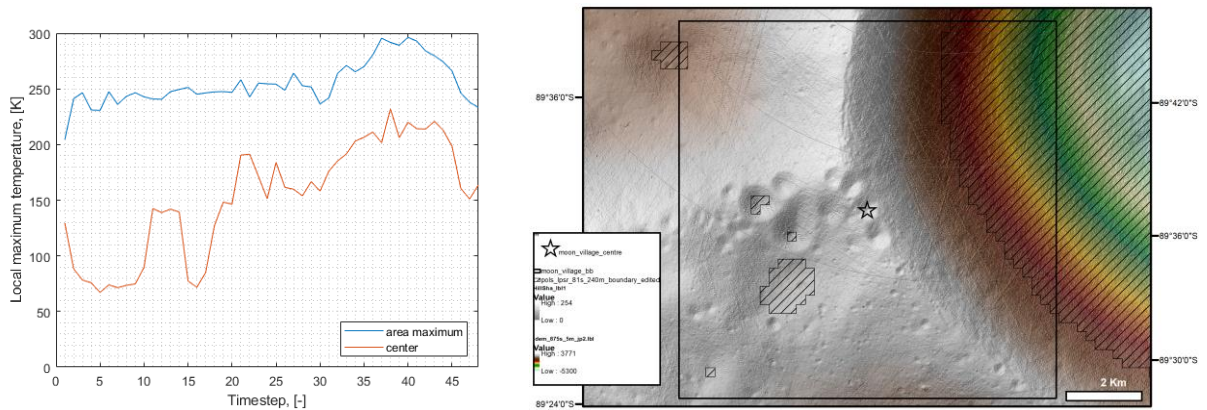 300
250
200
150
100
50
0
Local maximum temperature, [K]
area maximum
center
0 5 10 15 20 25 30 35 40 45
Timestep, [-]
89°36'0"S
89°24'0"S
89°42'0"S
89°36'0"S
89°30'0"S
moon_village_centre
moon_village_bb
Value
High : 254
Low : 0
Value
High : 3771
Low : -5300
2 Km